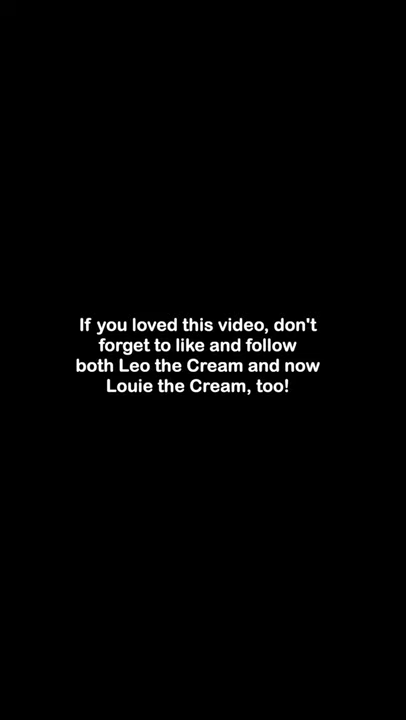 If you loved this video, don't
forget to like and follow
both Leo the Cream and now
Louie the Cream, too!